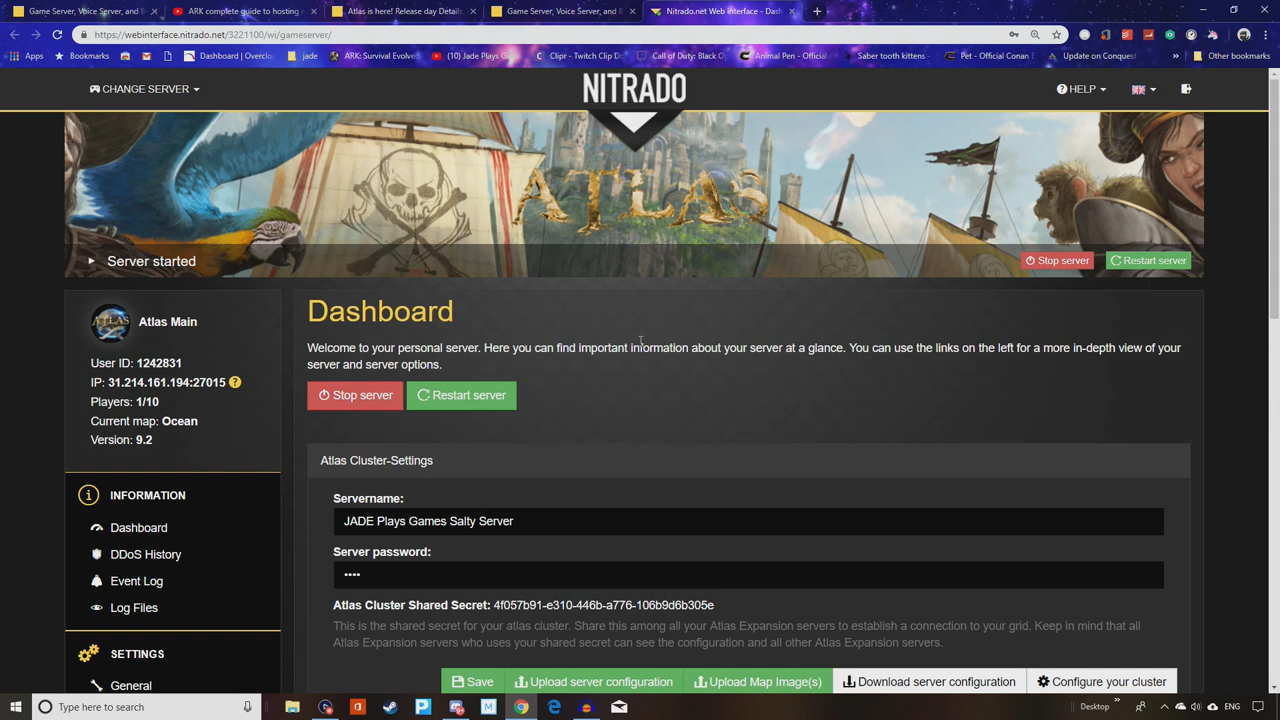 Game Server, Voice Server, and B
ARK complete guide to hosting m
Atlas is here! Release day Details
Game Server, Voice Server, and B
Nitrado.net Web interface - Dash
https://webinterface.nitrado.net/3221100/wi/gameserver/
Apps
Bookmarks
Dashboard | Overclo
jade
ARK: Survival Evolved
(10) Jade Plays Ga
Clipr - Twitch Clip Do
Call of Duty: Black O
Animal Pen - Official
Saber tooth kittens -
Pet - Official Conan E
Update on Conquest
Other bookmarks
CHANGE SERVER
NITRADO
HELP
ATLAS
Server started
Stop server
Restart server
ATLAS
Atlas Main
User ID: 1242831
IP: 31.214.161.194:27015 ?
Players: 1/10
Current map: Ocean
Version: 9.2
INFORMATION
Dashboard
DDoS History
Event Log
Log Files
SETTINGS
General
Dashboard
Welcome to your personal server. Here you can find important information about your server at a glance. You can use the links on the left for a more in-depth view of your
server and server options.
Stop server
Restart server
Atlas Cluster-Settings
Servername:
JADE Plays Games Salty Server
Server password:
••••
Atlas Cluster Shared Secret: 4f057b91-e310-446b-a776-106b9d6b305e
This is the shared secret for your atlas cluster. Share this among all your Atlas Expansion servers to establish a connection to your grid. Keep in mind that all
Atlas Expansion servers who uses your shared secret can see the configuration and all other Atlas Expansion servers.
Save
Upload server configuration
Upload Map Image(s)
Download server configuration
Configure your cluster
Type here to search
Desktop
ENG